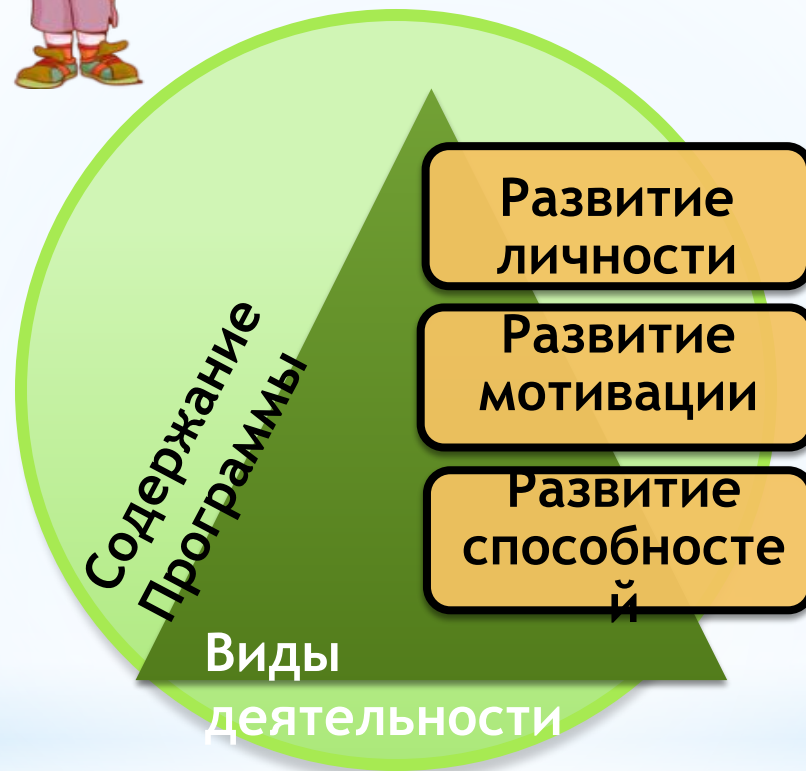 Развитие
личности
Развитие
мотивации
Развитие
способносте
й
Содержание
Программы
Виды
деятельности